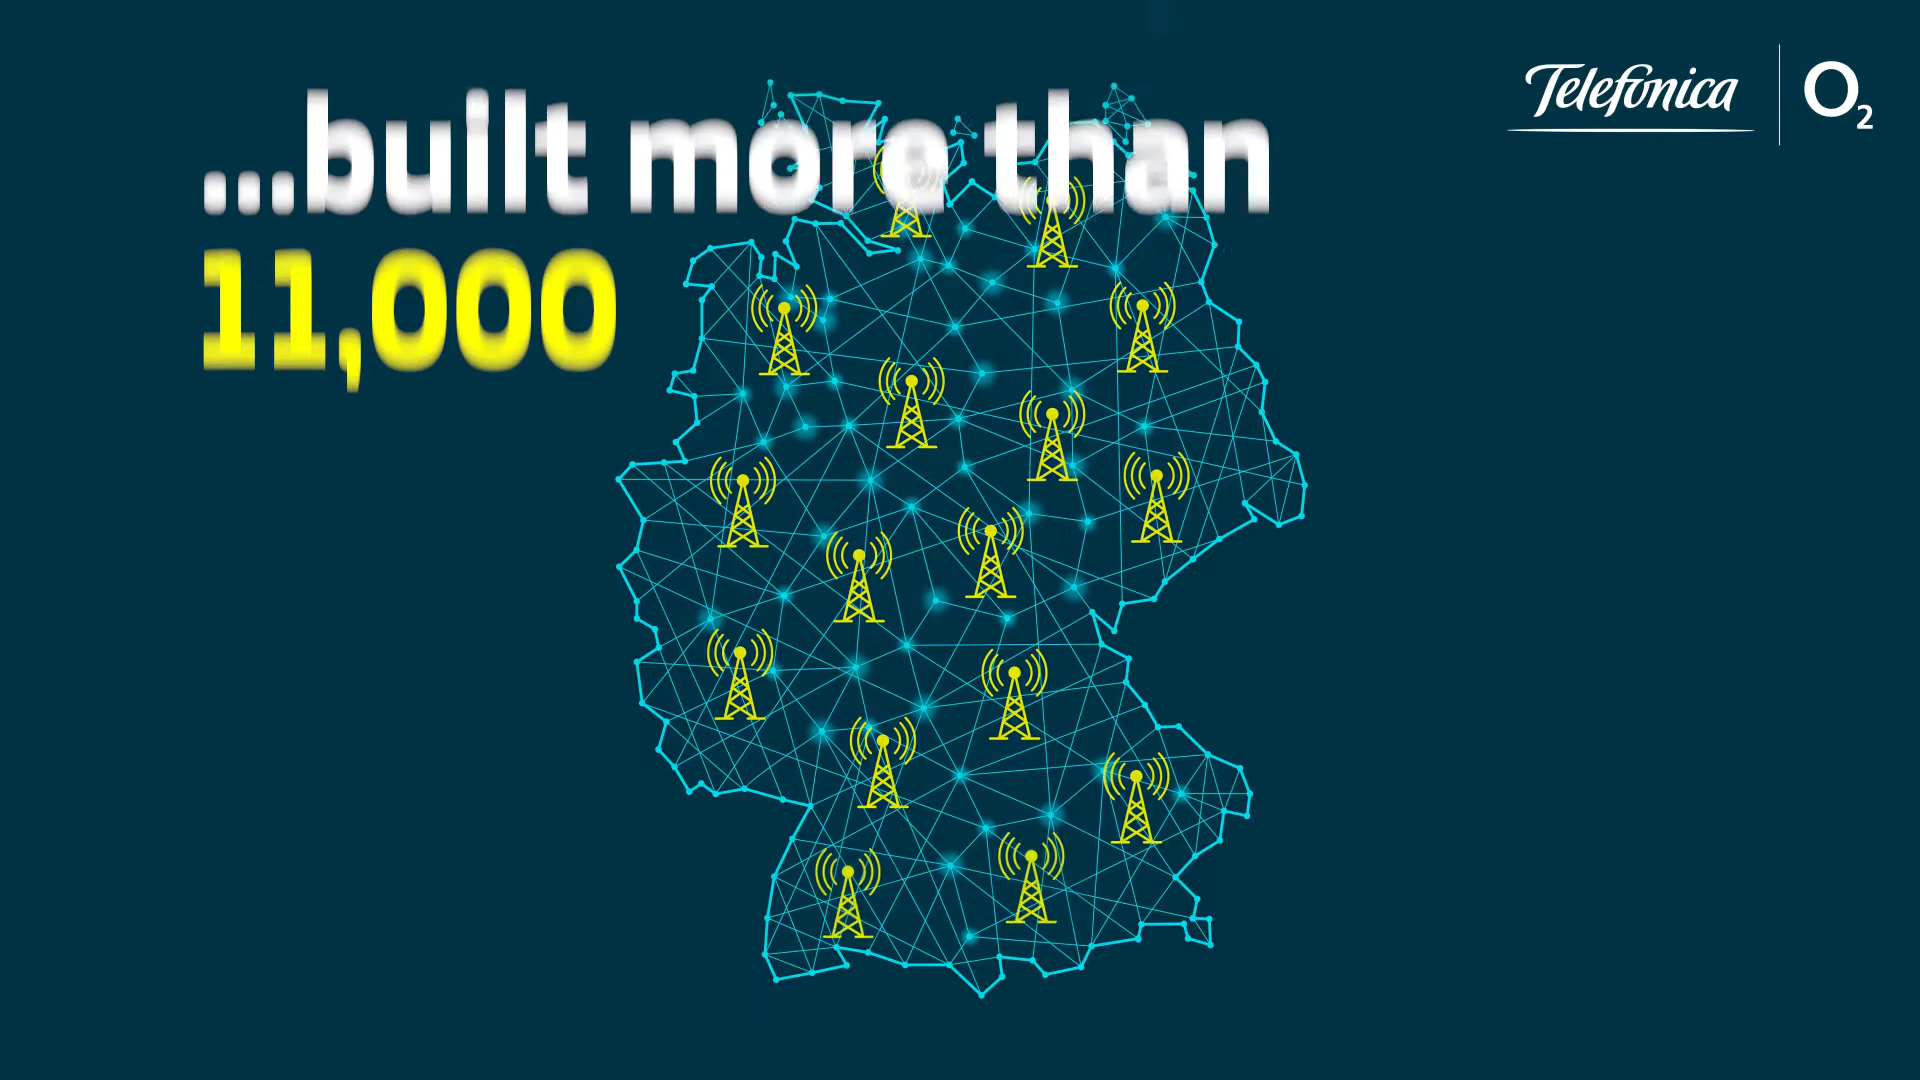 ...built more than
11,000
Telefónica
O2